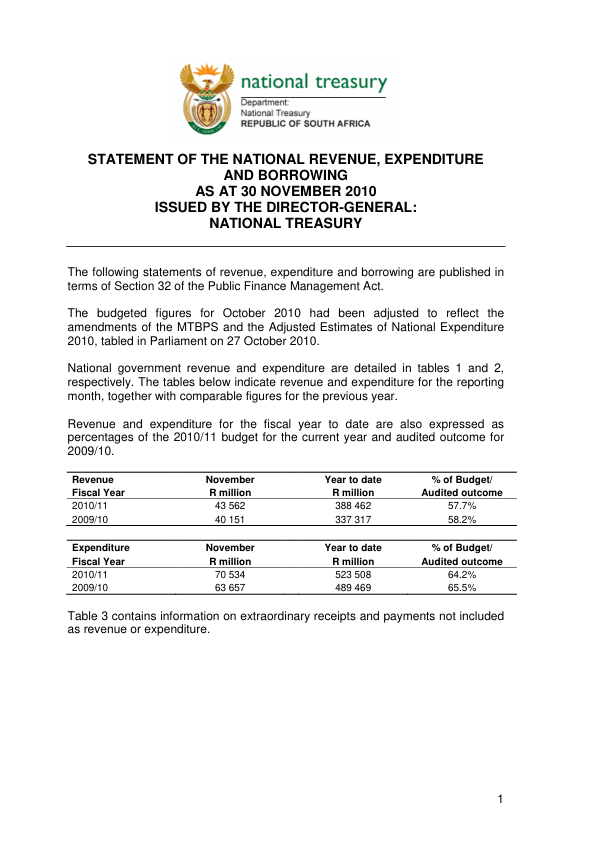 national treasury
Department:
National Treasury
REPUBLIC OF SOUTH AFRICA
STATEMENT OF THE NATIONAL REVENUE, EXPENDITURE
AND BORROWING
AS AT 30 NOVEMBER 2010
ISSUED BY THE DIRECTOR-GENERAL:
NATIONAL TREASURY
The following statements of revenue, expenditure and borrowing are published in
terms of Section 32 of the Public Finance Management Act.
The budgeted figures for October 2010 had been adjusted to reflect the
amendments of the MTBPS and the Adjusted Estimates of National Expenditure
2010, tabled in Parliament on 27 October 2010.
National government revenue and expenditure are detailed in tables 1 and 2,
respectively. The tables below indicate revenue and expenditure for the reporting
month, together with comparable figures for the previous year.
Revenue and expenditure for the fiscal year to date are also expressed as
percentages of the 2010/11 budget for the current year and audited outcome for
2009/10.
Revenue November Year to date % of Budget/
Fiscal Year R million R million Audited outcome
2010/11 43 562 388 462 57.7%
2009/10 40 151 337 317 58.2%
Expenditure November Year to date % of Budget/
Fiscal Year R million R million Audited outcome
2010/11 70 534 523 508 64.2%
2009/10 63 657 489 469 65.5%
Table 3 contains information on extraordinary receipts and payments not included
as revenue or expenditure.
1